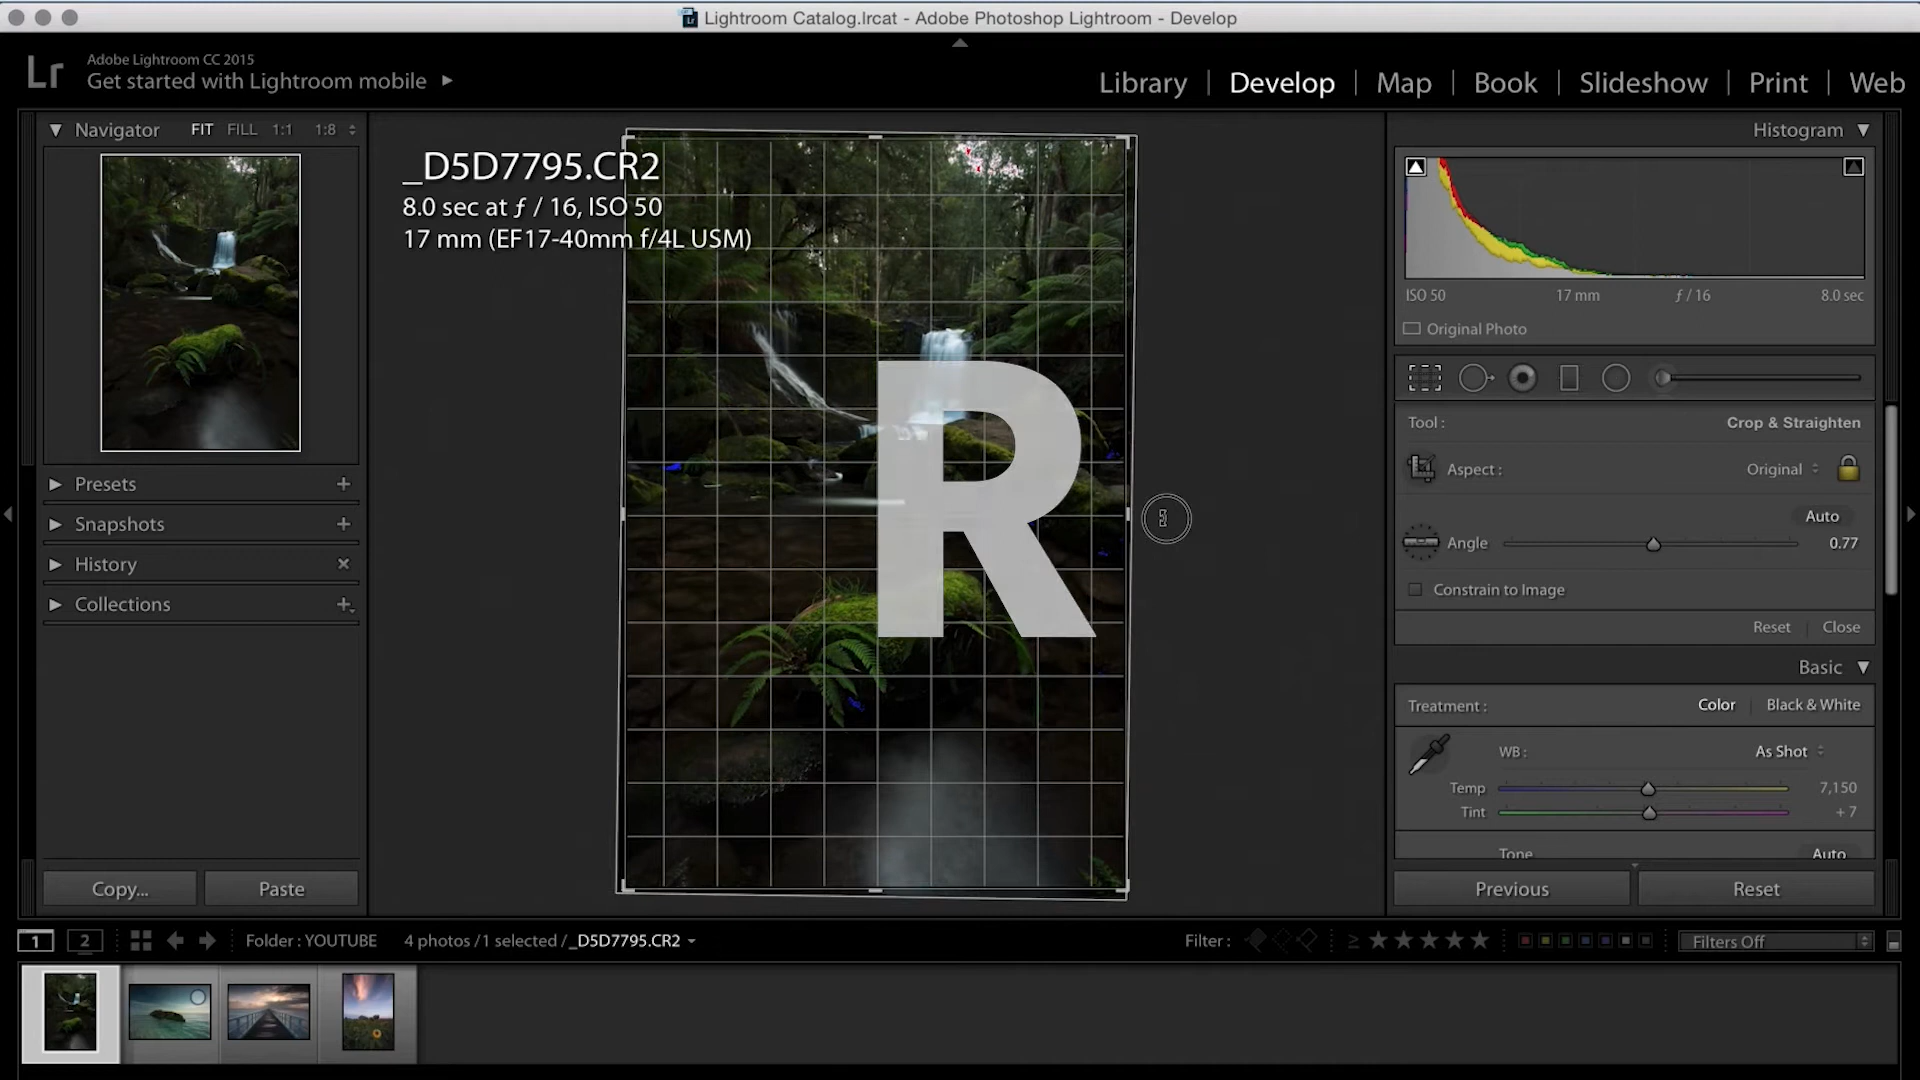 Lightroom Catalog.lrcat - Adobe Photoshop Lightroom - Develop
Lr
Adobe Lightroom CC 2015
Get started with Lightroom mobile
Library | Develop | Map | Book | Slideshow | Print | Web
Navigator FIT FILL 1:1 1:8
Presets
Snapshots
History
Collections
Copy... Paste
_D5D7795.CR2
8.0 sec at ƒ / 16, ISO 50
17 mm (EF17-40mm f/4L USM)
R
Histogram
ISO 50 17 mm ƒ / 16 8.0 sec
Original Photo
Tool : Crop & Straighten
Aspect : Original
Auto
Angle 0.77
Constrain to Image
Reset Close
Basic
Treatment : Color Black & White
WB : As Shot
Temp 7,150
Tint + 7
Tone Auto
Previous Reset
1 2 Folder : YOUTUBE 4 photos / 1 selected / _D5D7795.CR2 Filter : ≥ ★★★★★ Filters Off